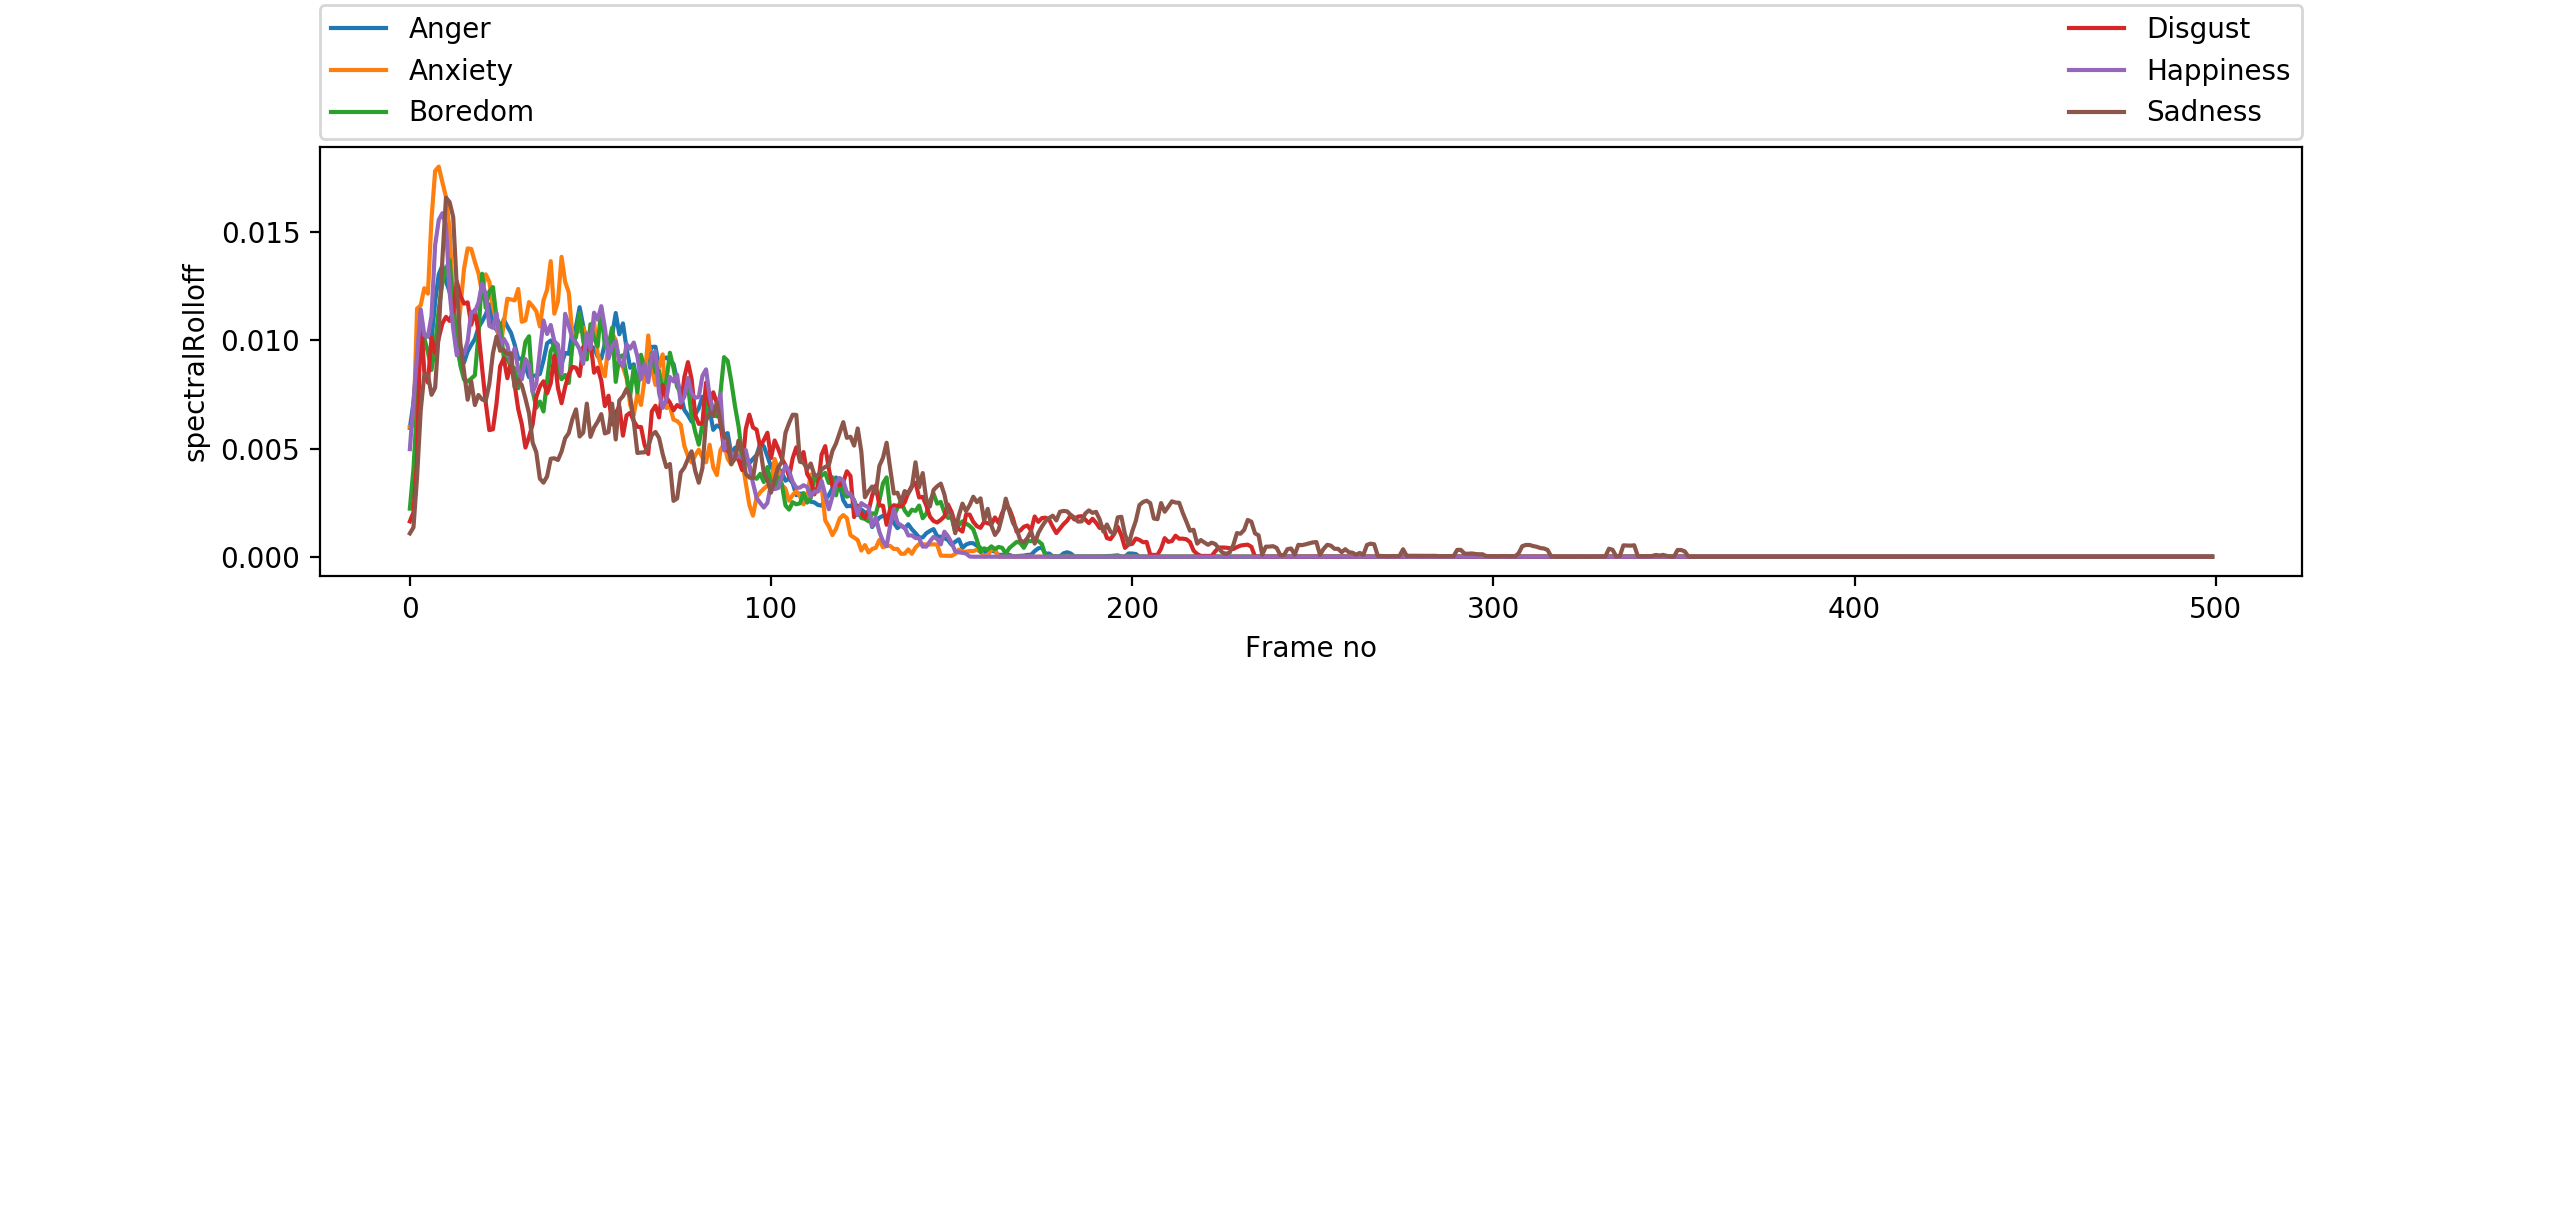 Anger
Anxiety
Boredom
Disgust
Happiness
Sadness
0.015
0.010
0.005
0.000
spectralRolloff
0 100 200 300 400 500
Frame no